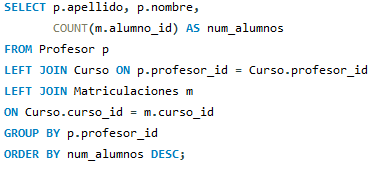 SELECT p.apellido, p.nombre,
COUNT(m.alumno_id) AS num_alumnos
FROM Profesor p
LEFT JOIN Curso ON p.profesor_id = Curso.profesor_id
LEFT JOIN Matriculaciones m
ON Curso.curso_id = m.curso_id
GROUP BY p.profesor_id
ORDER BY num_alumnos DESC;